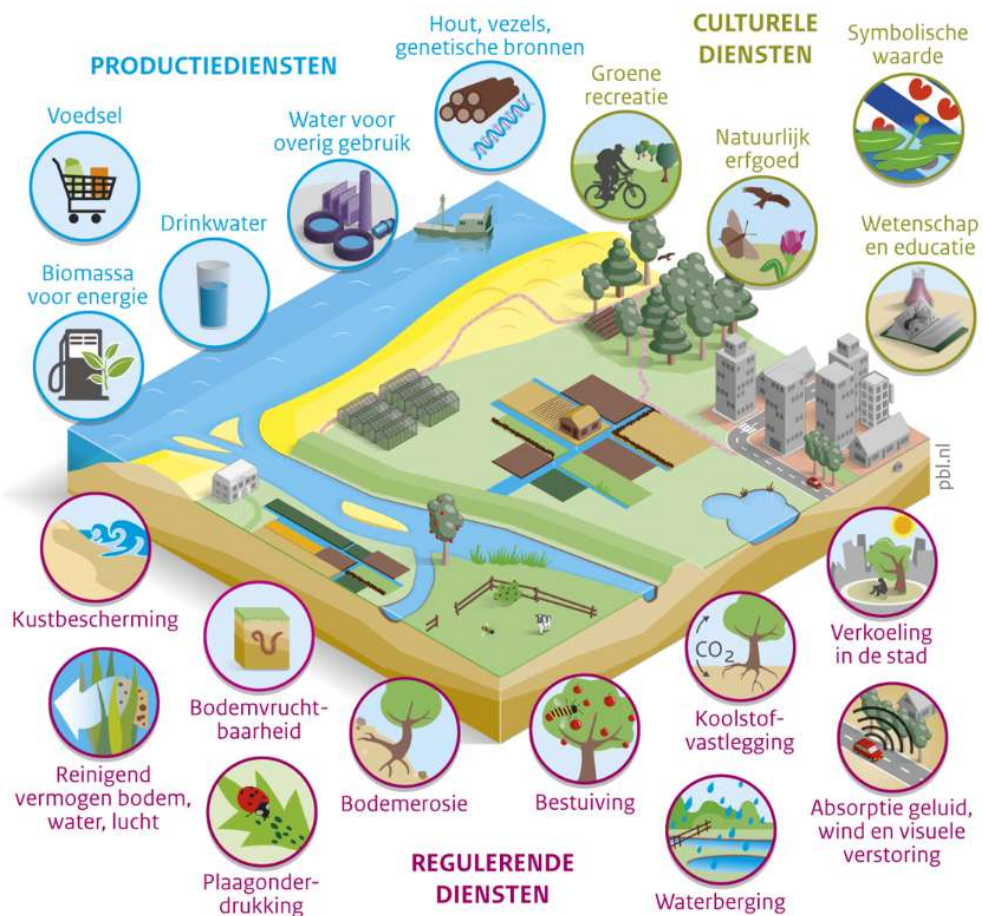 PRODUCTIEDIENSTEN
Voedsel
Drinkwater
Biomassa
voor energie
Water voor
overig gebruik
Hout, vezels,
genetische bronnen
CULTURELE
DIENSTEN
Groene
recreatie
Natuurlijk
erfgoed
Symbolische
waarde
Wetenschap
en educatie
pbl.nl
Kustbescherming
Reinigend
vermogen bodem,
water, lucht
Bodemvrucht-
baarheid
Plaagonder-
drukking
Bodemerosie
REGULERENDE
DIENSTEN
Bestuiving
CO₂
Koolstof-
vastlegging
Waterberging
Verkoeling
in de stad
Absorptie geluid,
wind en visuele
verstoring